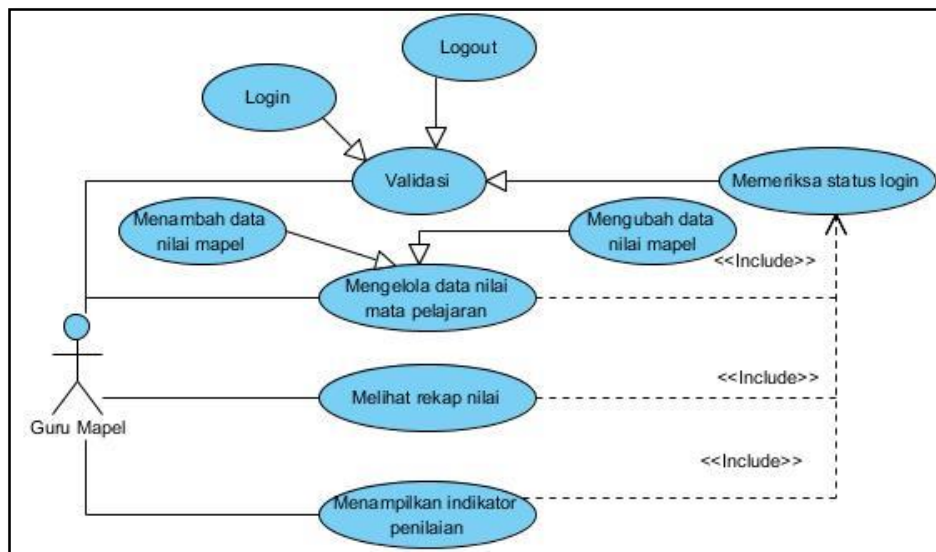 Logout
Login
Validasi
Memeriksa status login
Menambah data
nilai mapel
Mengubah data
nilai mapel
<<Include>>
Mengelola data nilai
mata pelajaran
<<Include>>
Melihat rekap nilai
Guru Mapel
<<Include>>
Menampilkan indikator
penilaian